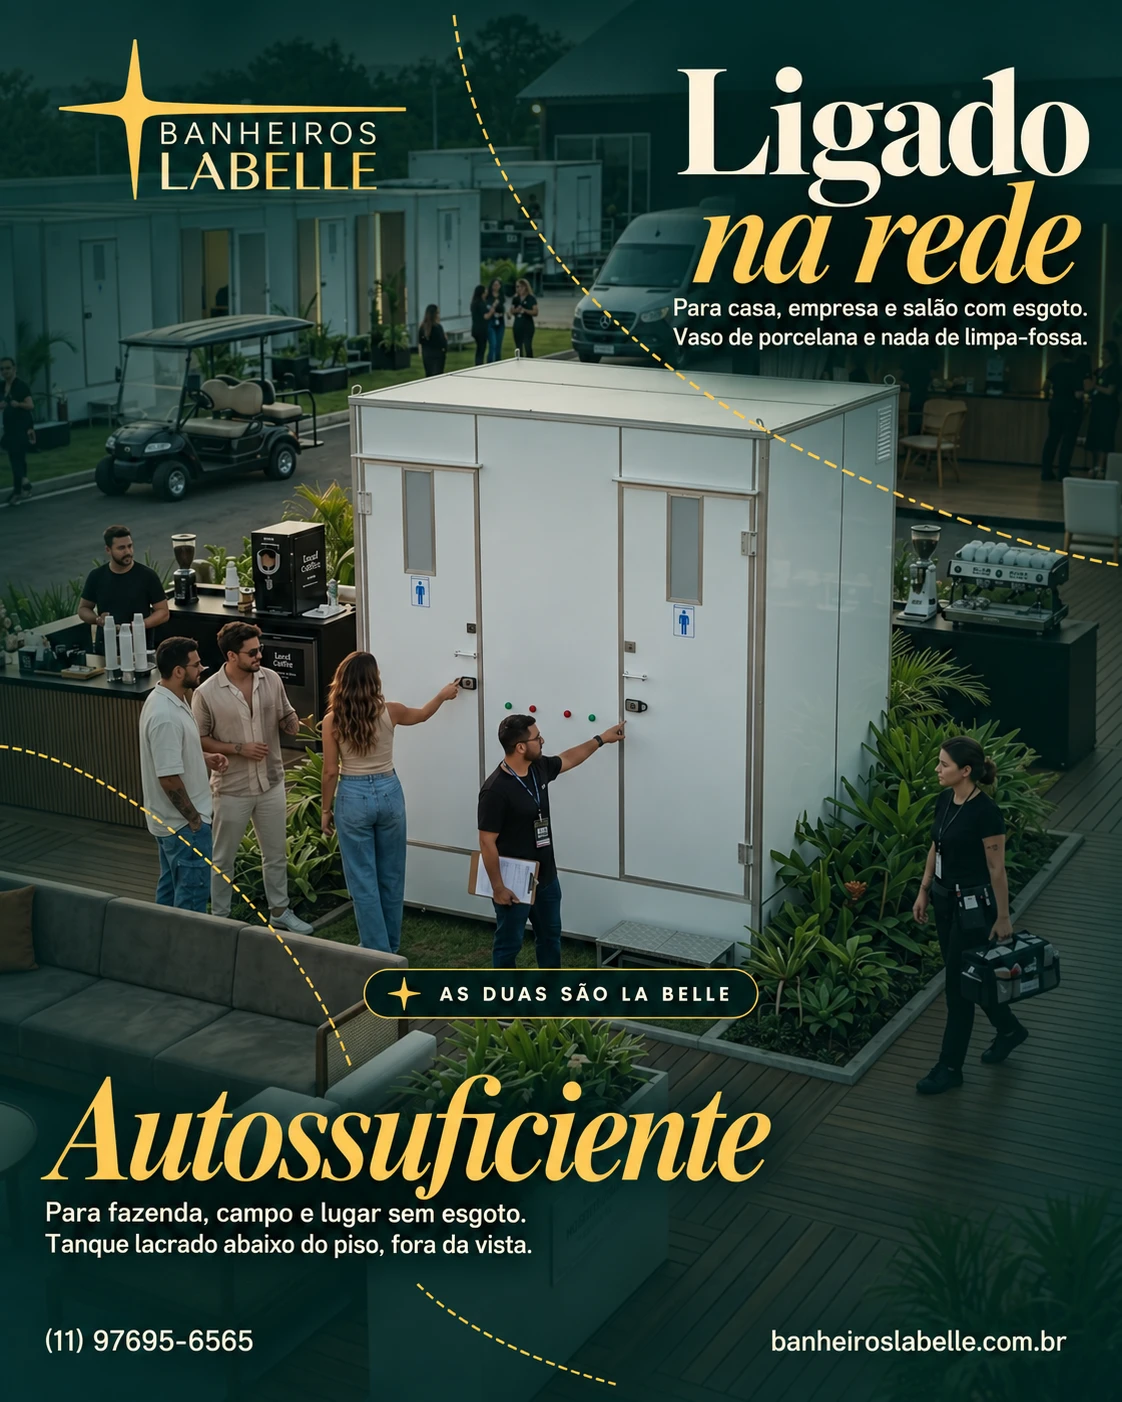 BANHEIROS
LABELLE
Ligado
na rede
Para casa, empresa e salão com esgoto.
Vaso de porcelana e nada de limpa-fossa.
AS DUAS SÃO LA BELLE
Autossuficiente
Para fazenda, campo e lugar sem esgoto.
Tanque lacrado abaixo do piso, fora da vista.
(11) 97695-6565
banheiroslabelle.com.br